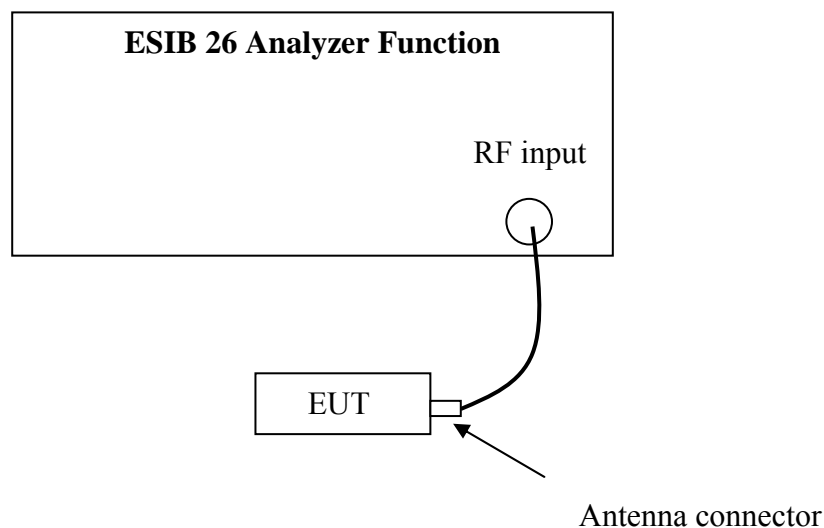 ESIB 26 Analyzer Function
RF input
EUT
Antenna connector